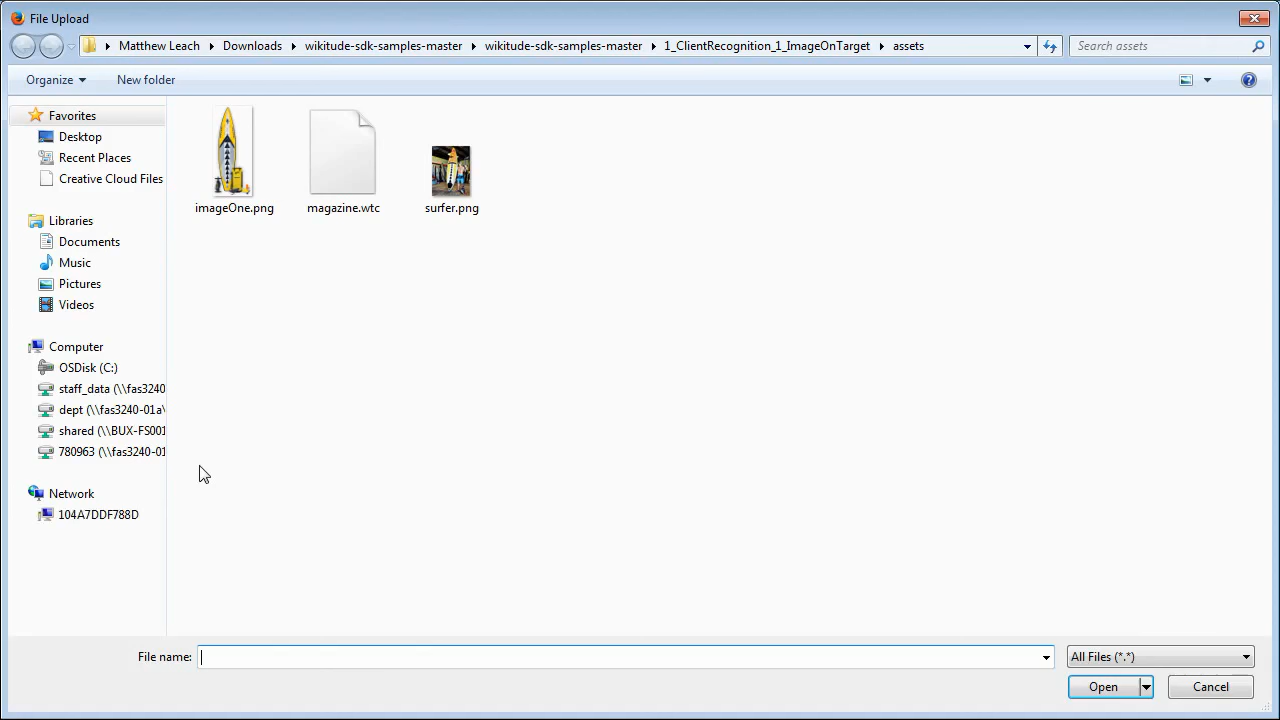 File Upload
Matthew Leach Downloads wikitude-sdk-samples-master wikitude-sdk-samples-master 1_ClientRecognition_1_ImageOnTarget assets
Search assets
Organize New folder
Favorites
Desktop
Recent Places
Creative Cloud Files
Libraries
Documents
Music
Pictures
Videos
Computer
OSDisk (C:)
staff_data (\\fas3240
dept (\\fas3240-01a\
shared (\\BUX-FS001
780963 (\\fas3240-01
Network
104A7DDF788D
imageOne.png magazine.wtc surfer.png
File name: All Files (*.*)
Open Cancel